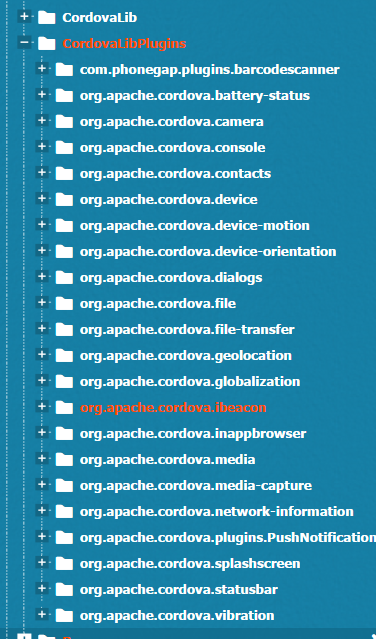 CordovaLib
CordovaLibPlugins
com.phonegap.plugins.barcodescanner
org.apache.cordova.battery-status
org.apache.cordova.camera
org.apache.cordova.console
org.apache.cordova.contacts
org.apache.cordova.device
org.apache.cordova.device-motion
org.apache.cordova.device-orientation
org.apache.cordova.dialogs
org.apache.cordova.file
org.apache.cordova.file-transfer
org.apache.cordova.geolocation
org.apache.cordova.globalization
org.apache.cordova.ibeacon
org.apache.cordova.inappbrowser
org.apache.cordova.media
org.apache.cordova.media-capture
org.apache.cordova.network-information
org.apache.cordova.plugins.PushNotification
org.apache.cordova.splashscreen
org.apache.cordova.statusbar
org.apache.cordova.vibration